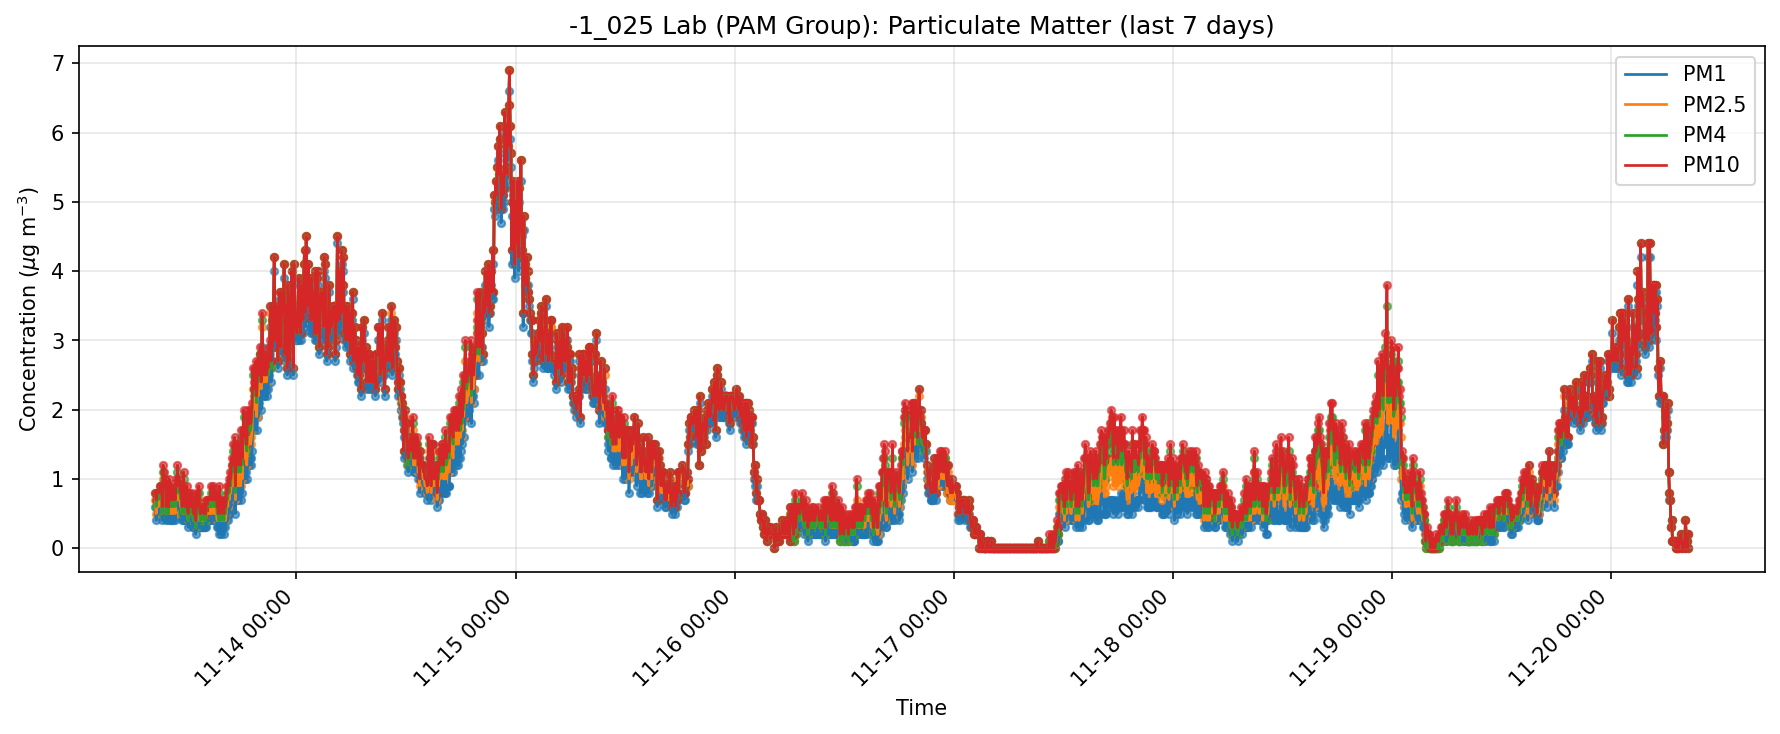 -1_025 Lab (PAM Group): Particulate Matter (last 7 days)
7
6
5
4
3
2
1
0
Concentration (μg m⁻³)
PM1
PM2.5
PM4
PM10
11-14 00:00
11-15 00:00
11-16 00:00
11-17 00:00
11-18 00:00
11-19 00:00
11-20 00:00
Time